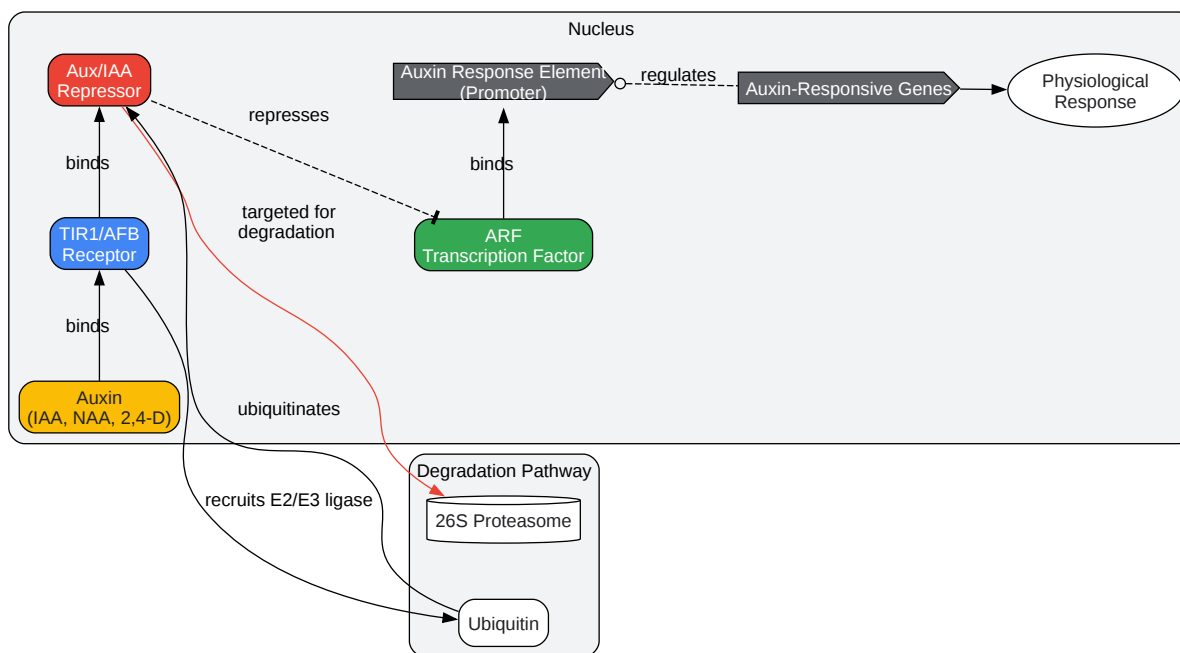 Nucleus
Aux/IAA
Repressor
Auxin Response Element
(Promoter)
regulates
Auxin-Responsive Genes
Physiological
Response
represses
binds
binds
targeted for
degradation
TIR1/AFB
Receptor
ARF
Transcription Factor
binds
Auxin
(IAA, NAA, 2,4-D)
ubiquitinates
Degradation Pathway
recruits E2/E3 ligase
26S Proteasome
Ubiquitin